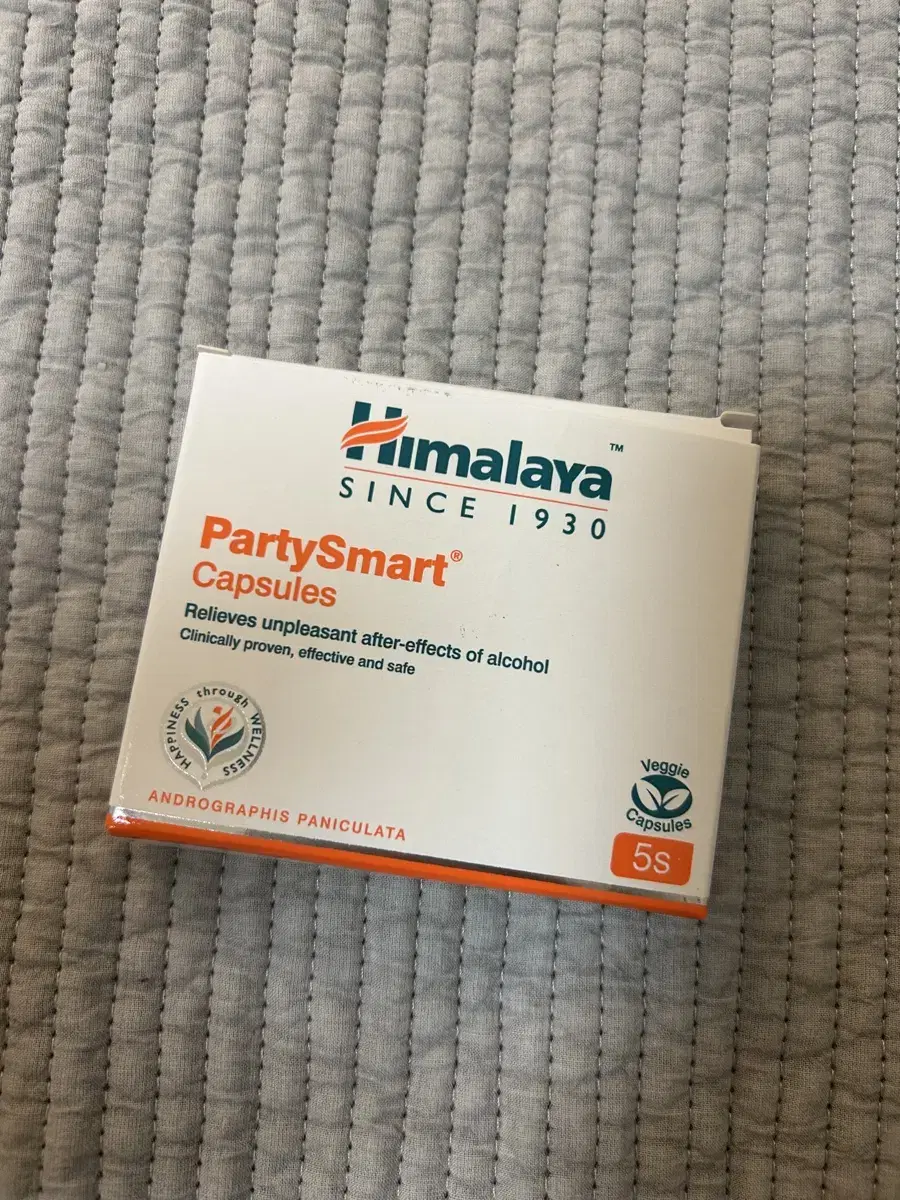 Himalaya™
SINCE 1930
PartySmart®
Capsules
Relieves unpleasant after-effects of alcohol
Clinically proven, effective and safe
HAPPINESS through WELLNESS
ANDROGRAPHIS PANICULATA
Veggie
Capsules
5s